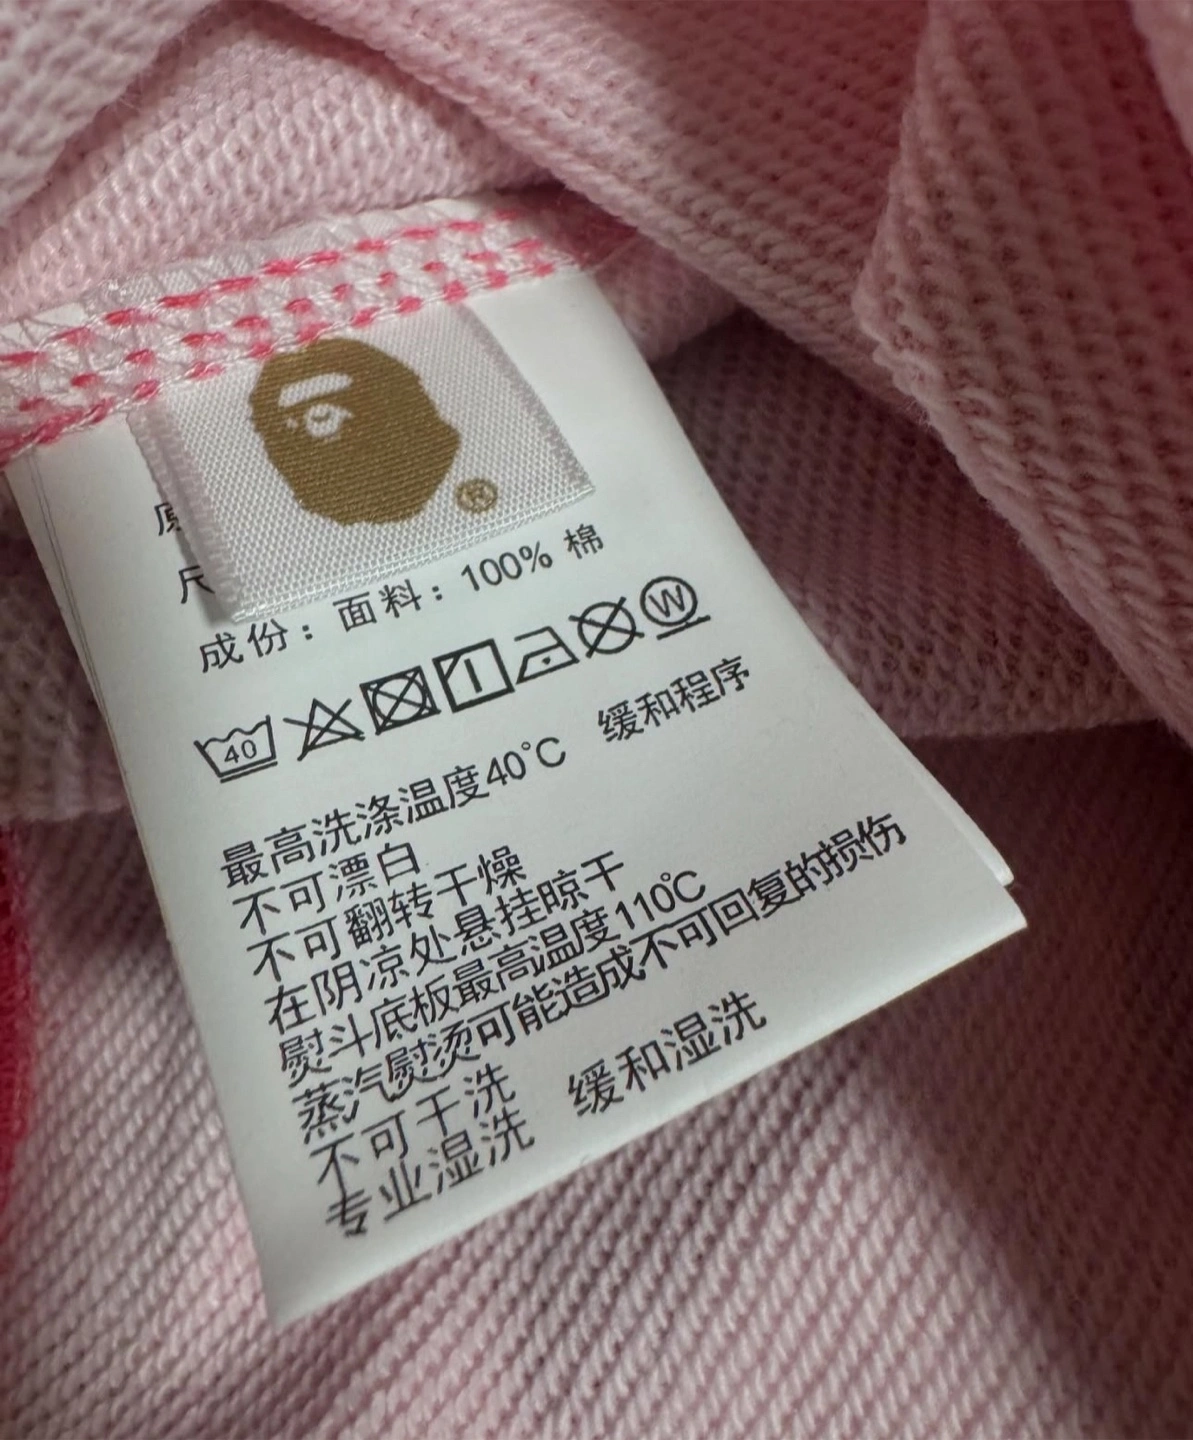 ®
原
尺
成份：面料：100% 棉
40 W
最高洗涤温度40℃ 缓和程序
不可漂白
不可翻转干燥
在阴凉处悬挂晾干
熨斗底板最高温度110℃
蒸汽熨烫可能造成不可回复的损伤
不可干洗
专业湿洗 缓和湿洗